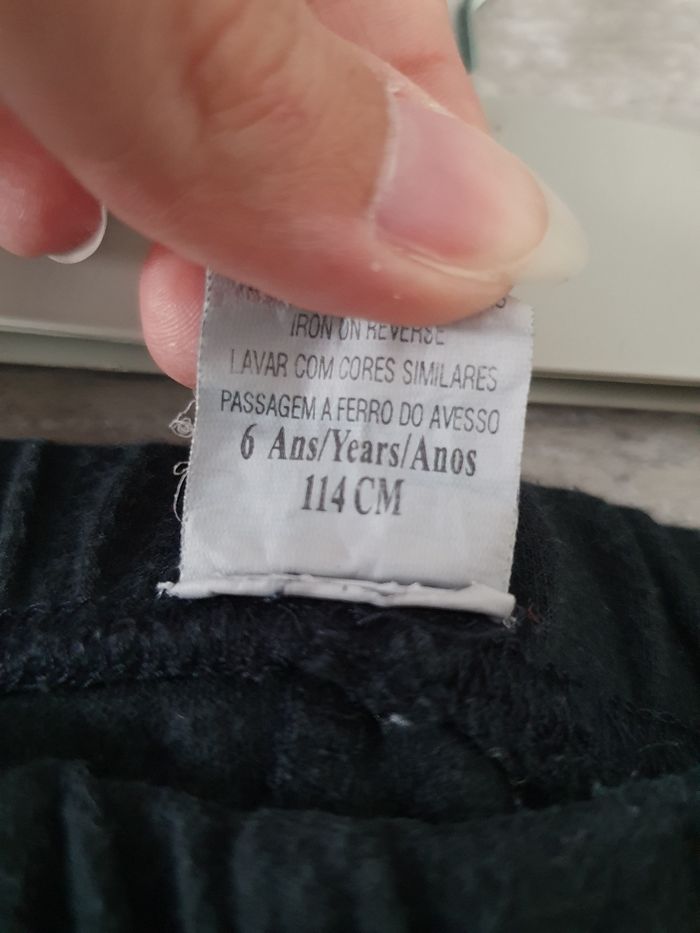 IRON ON REVERSE
LAVAR COM CORES SIMILARES
PASSAGEM A FERRO DO AVESSO
6 Ans/Years/Anos
114 CM